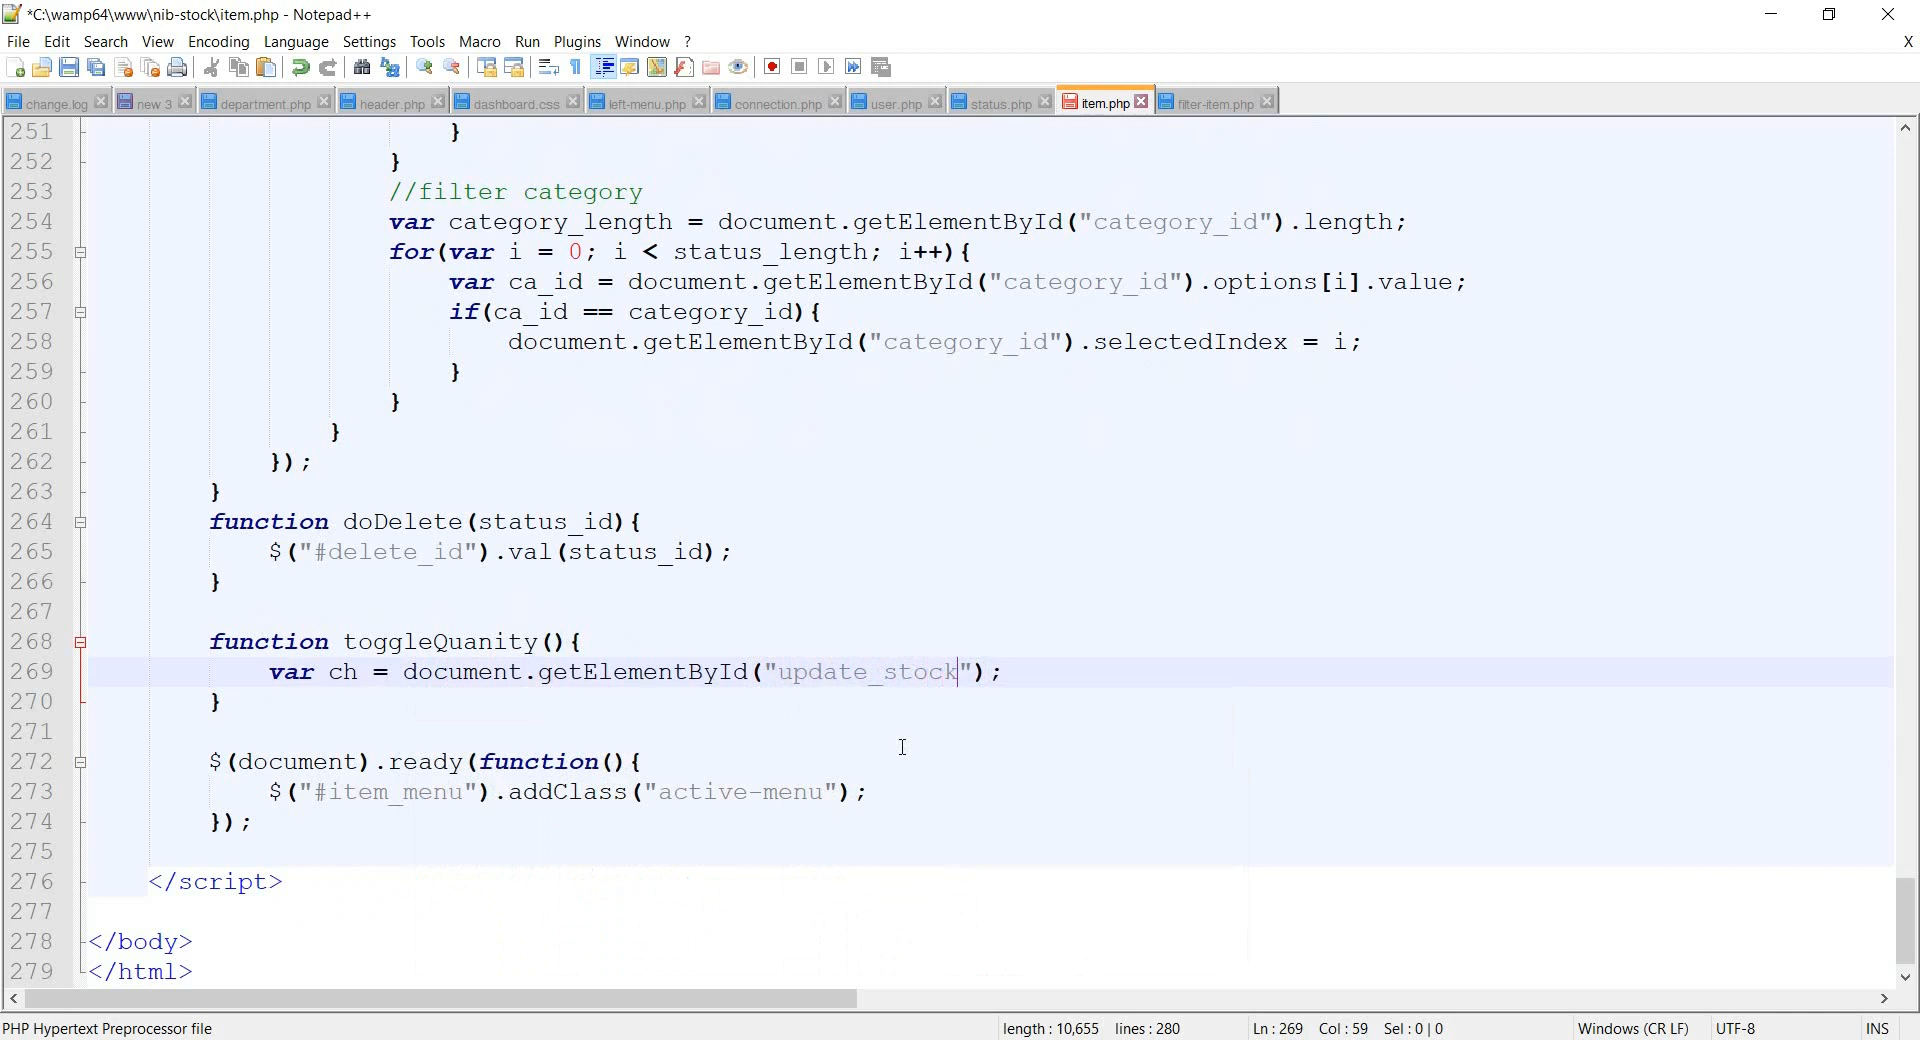 *C:\wamp64\www\nib-stock\item.php - Notepad++
File Edit Search View Encoding Language Settings Tools Macro Run Plugins Window ? X
change.log new 3 department.php header.php dashboard.css left-menu.php connection.php user.php status.php item.php filter-item.php
251 }
252 }
253 //filter category
254 var category_length = document.getElementById("category_id").length;
255 for(var i = 0; i < status_length; i++){
256 var ca_id = document.getElementById("category_id").options[i].value;
257 if(ca_id == category_id){
258 document.getElementById("category_id").selectedIndex = i;
259 }
260 }
261 }
262 });
263 }
264 function doDelete(status_id){
265 $("#delete_id").val(status_id);
266 }
267
268 function toggleQuanity(){
269 var ch = document.getElementById("update_stock");
270 }
271
272 $(document).ready(function(){
273 $("#item_menu").addClass("active-menu");
274 });
275
276 </script>
277
278 </body>
279 </html>
PHP Hypertext Preprocessor file length : 10,655 lines : 280 Ln : 269 Col : 59 Sel : 0 | 0 Windows (CR LF) UTF-8 INS